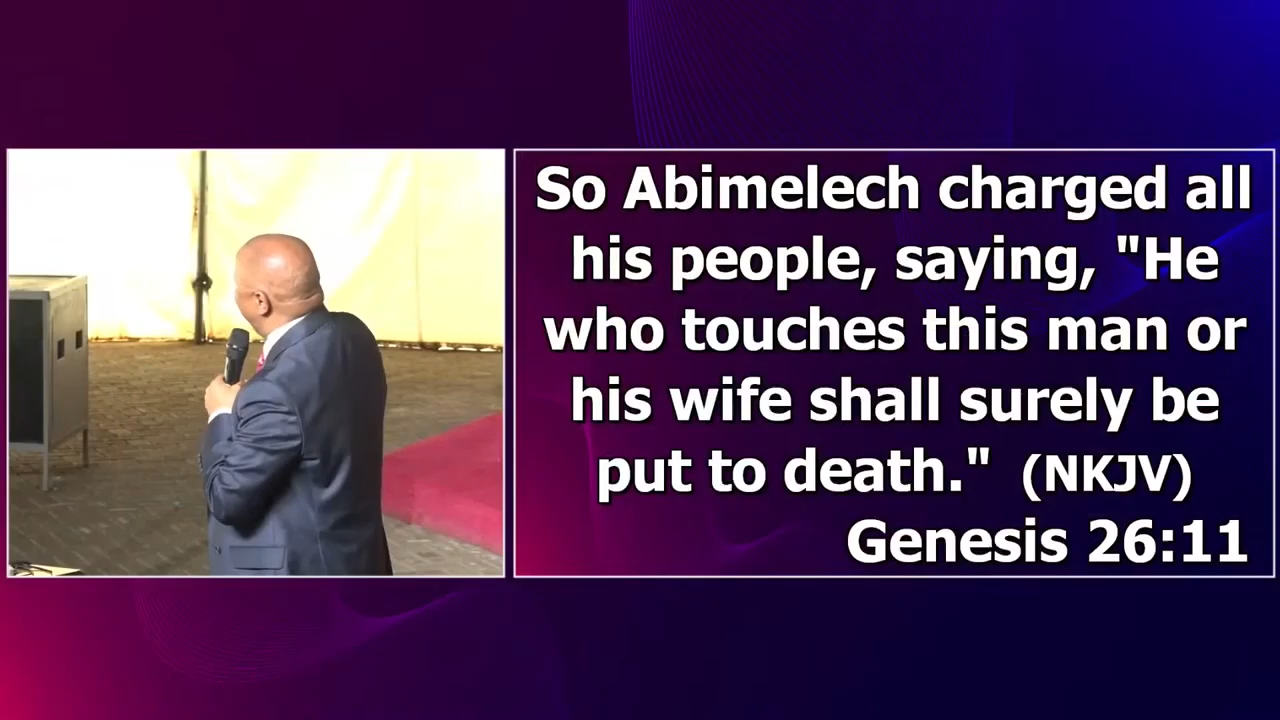 So Abimelech charged all
his people, saying, "He
who touches this man or
his wife shall surely be
put to death." (NKJV)
Genesis 26:11